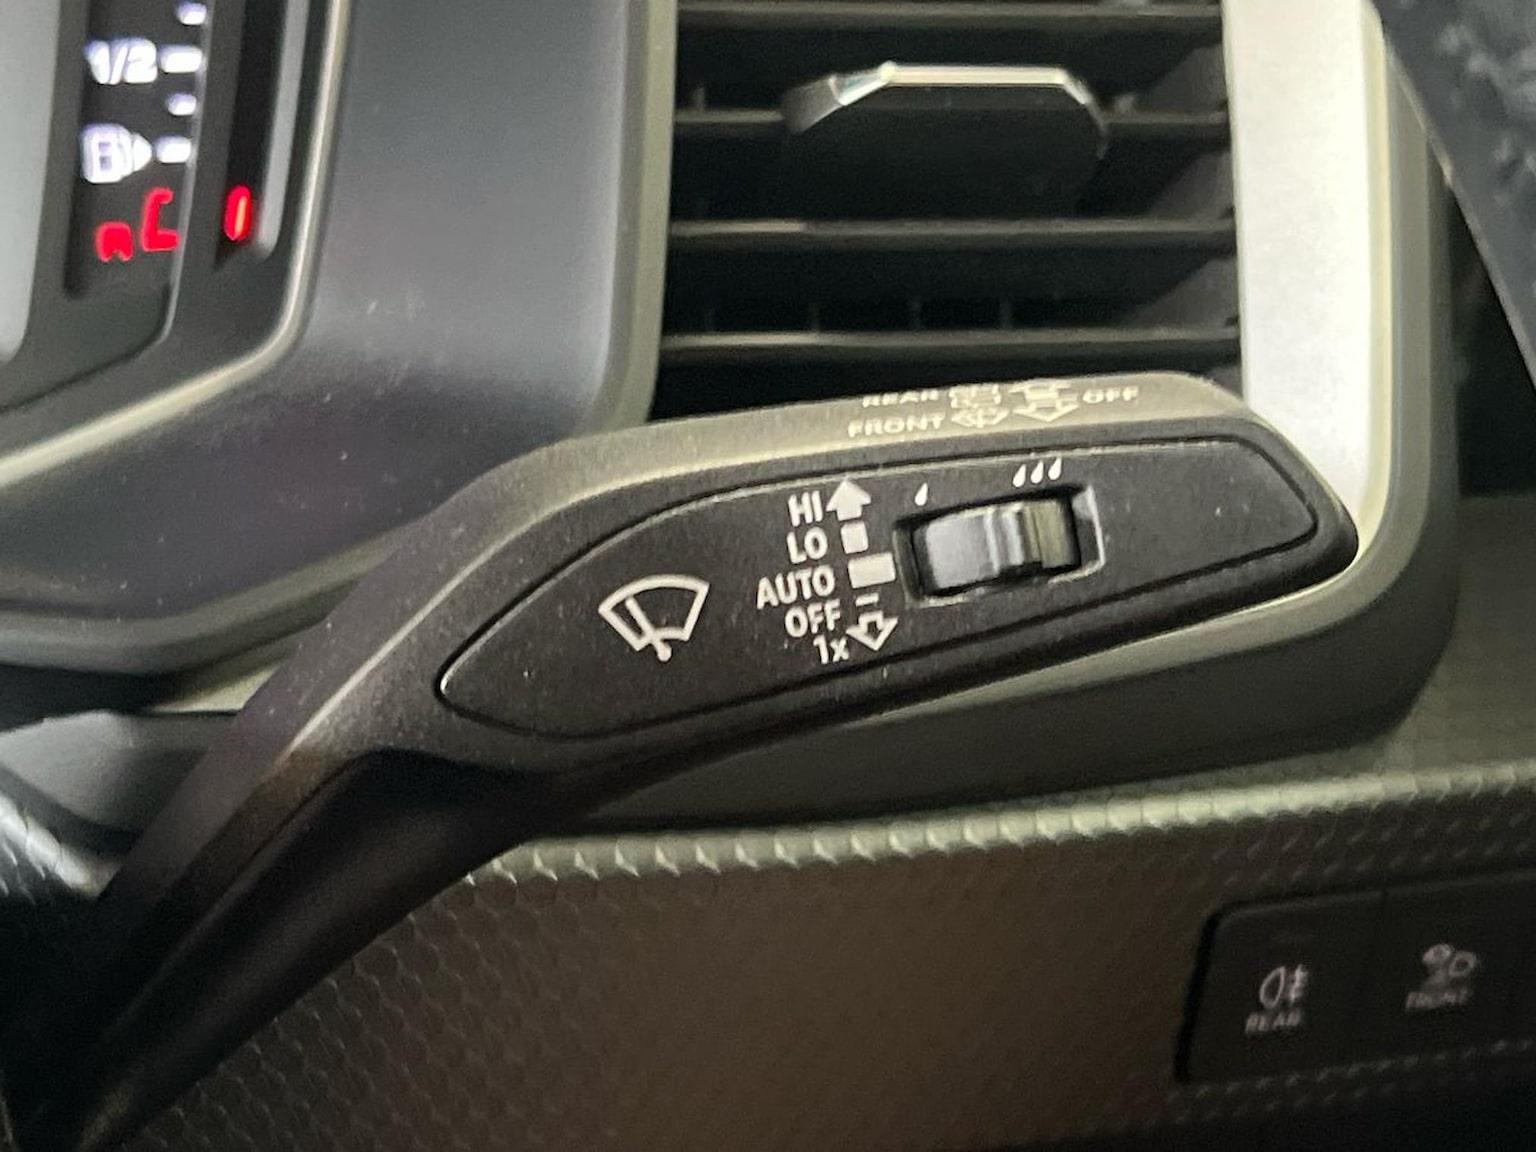 1/2
REAR OFF
FRONT
HI
LO
AUTO
OFF
1x
REAR
FRONT